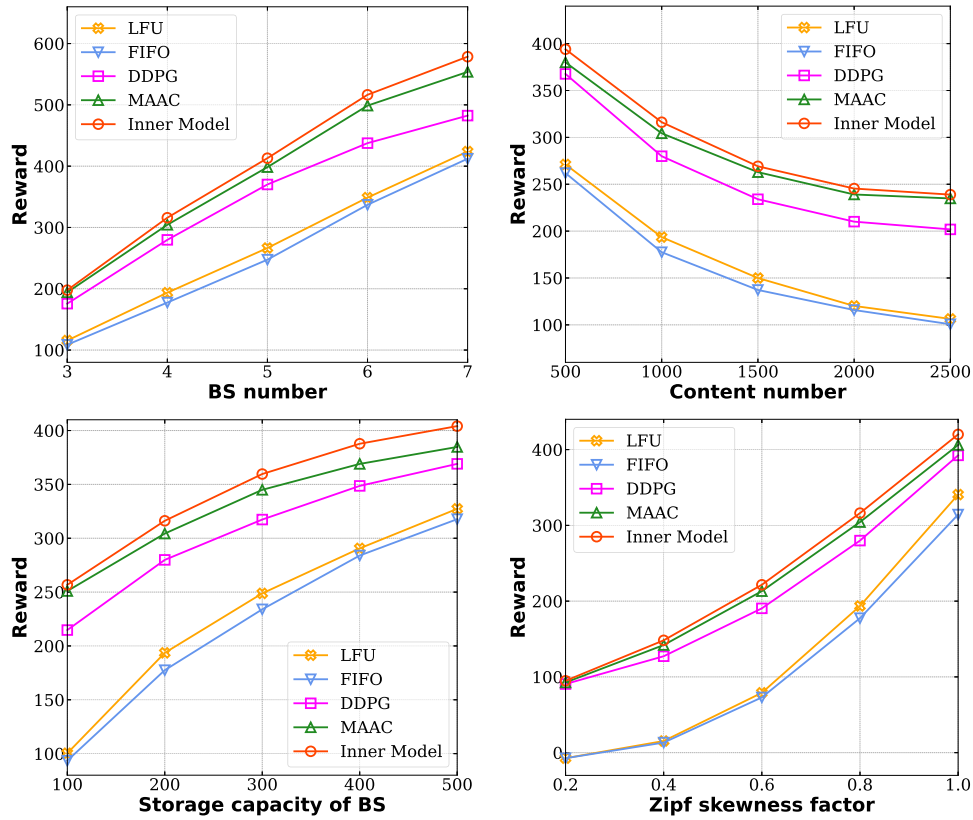 LFU
FIFO
DDPG
MAAC
Inner Model
600
500
400
300
200
100
3 4 5 6 7
Reward
BS number
LFU
FIFO
DDPG
MAAC
Inner Model
400
350
300
250
200
150
100
500 1000 1500 2000 2500
Reward
Content number
400
350
300
250
200
150
100
100 200 300 400 500
Reward
Storage capacity of BS
LFU
FIFO
DDPG
MAAC
Inner Model
LFU
FIFO
DDPG
MAAC
Inner Model
400
300
200
100
0
0.2 0.4 0.6 0.8 1.0
Reward
Zipf skewness factor